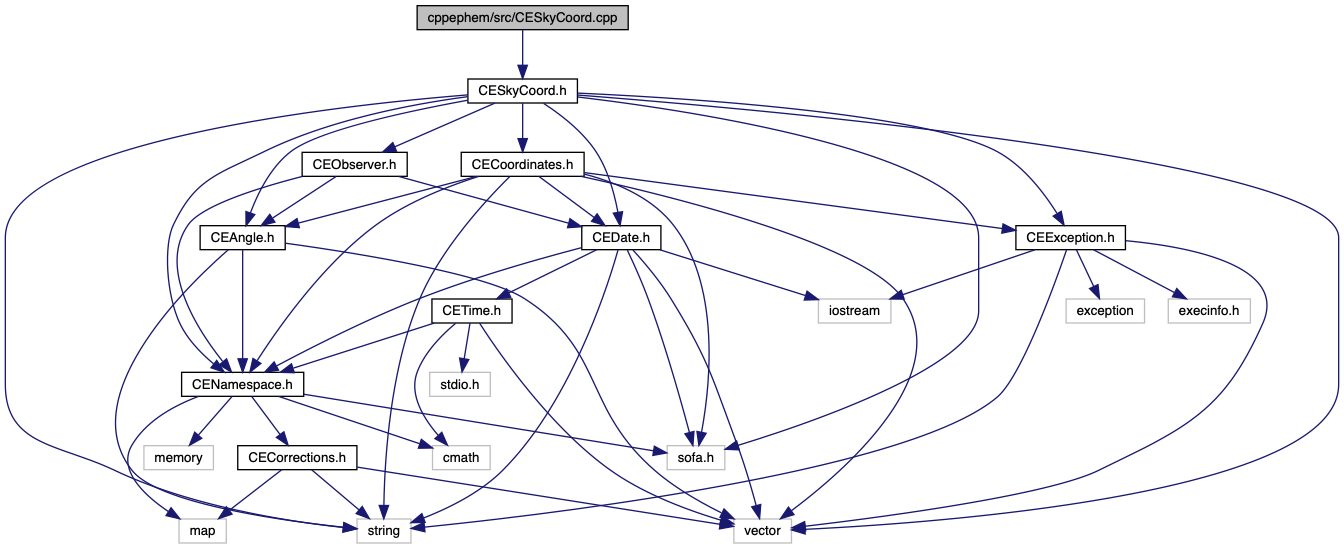 cppephem/src/CESkyCoord.cpp
CESkyCoord.h
CEObserver.h
CECoordinates.h
CEAngle.h
CEDate.h
CEException.h
CETime.h
iostream
exception
execinfo.h
CENamespace.h
stdio.h
memory
CECorrections.h
cmath
sofa.h
map
string
vector